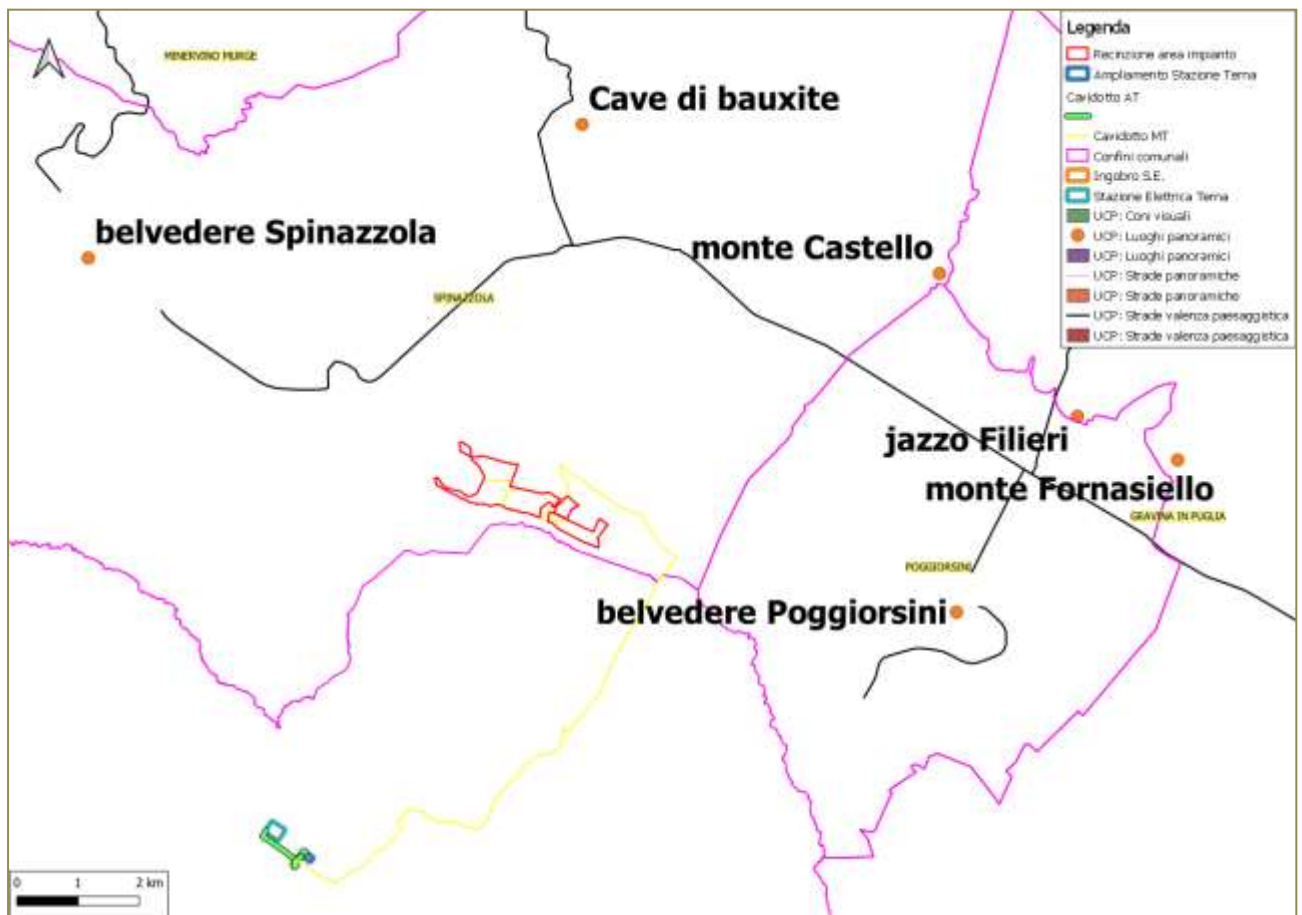 MINERVINO MURGE
Cave di bauxite
belvedere Spinazzola
monte Castello
SPINAZZOLA
jazzo Filieri
monte Fornasiello
GRAVINA IN PUGLIA
POGGIORSINI
belvedere Poggiorsini
Legenda
Recinzione area impianto
Ampliamento Stazione Terna
Cavidotto AT
Cavidotto MT
Confini comunali
Ingobro S.E.
Stazione Elettrica Terna
UCP: Coni visuali
UCP: Luoghi panoramici
UCP: Luoghi panoramici
UCP: Strade panoramiche
UCP: Strade panoramiche
UCP: Strade valenza paesaggistica
UCP: Strade valenza paesaggistica
0 1 2 km